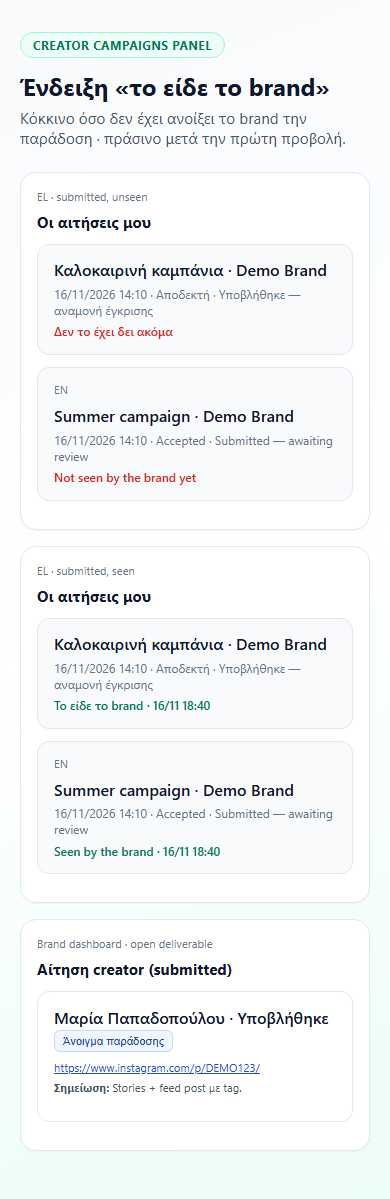 CREATOR CAMPAIGNS PANEL
Ένδειξη «το είδε το brand»
Κόκκινο όσο δεν έχει ανοίξει το brand την
παράδοση · πράσινο μετά την πρώτη προβολή.
EL · submitted, unseen
Οι αιτήσεις μου
Καλοκαιρινή καμπάνια · Demo Brand
16/11/2026 14:10 · Αποδεκτή · Υποβλήθηκε —
αναμονή έγκρισης
Δεν το έχει δει ακόμα
EN
Summer campaign · Demo Brand
16/11/2026 14:10 · Accepted · Submitted — awaiting
review
Not seen by the brand yet
EL · submitted, seen
Οι αιτήσεις μου
Καλοκαιρινή καμπάνια · Demo Brand
16/11/2026 14:10 · Αποδεκτή · Υποβλήθηκε —
αναμονή έγκρισης
Το είδε το brand · 16/11 18:40
EN
Summer campaign · Demo Brand
16/11/2026 14:10 · Accepted · Submitted — awaiting
review
Seen by the brand · 16/11 18:40
Brand dashboard · open deliverable
Αίτηση creator (submitted)
Μαρία Παπαδοπούλου · Υποβλήθηκε
Άνοιγμα παράδοσης
https://www.instagram.com/p/DEMO123/
Σημείωση: Stories + feed post με tag.